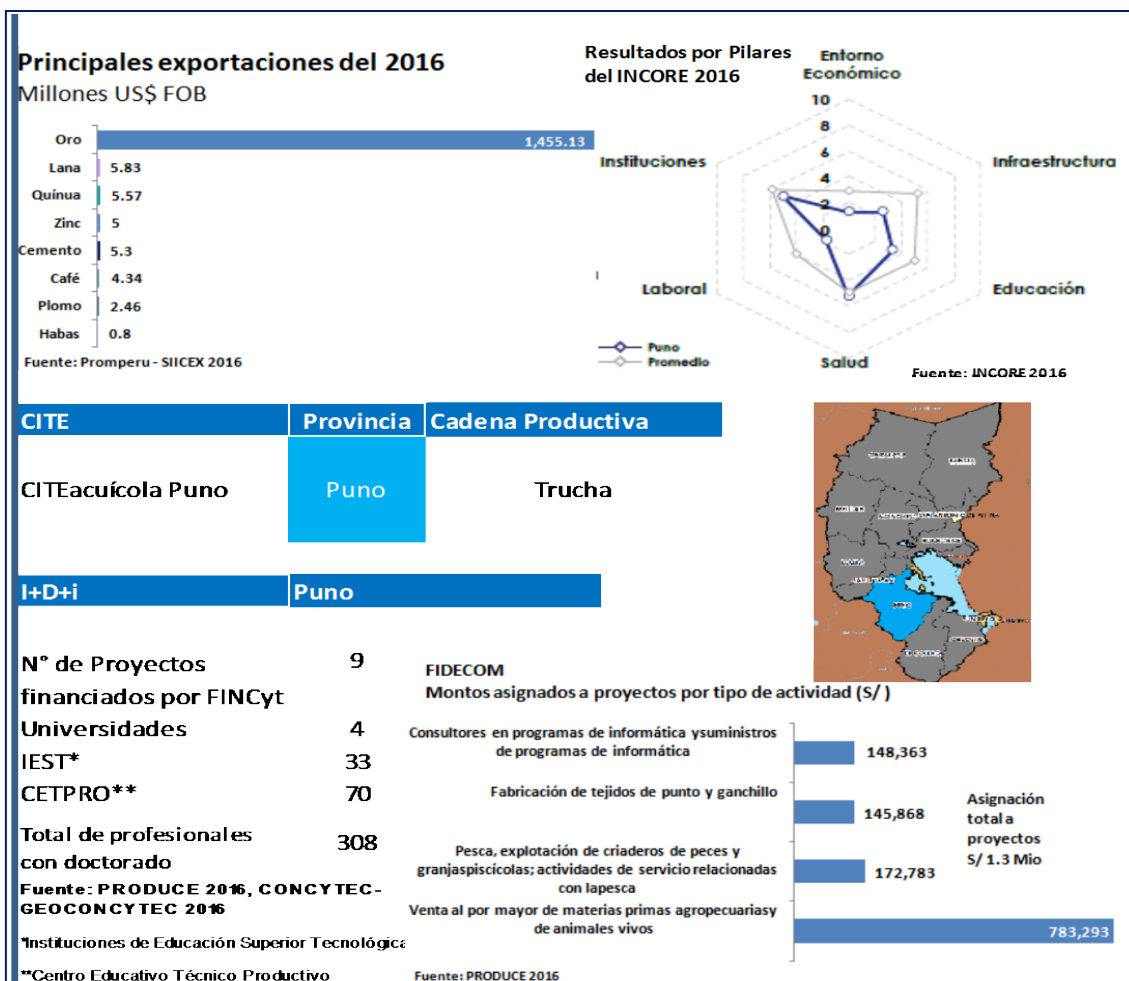 Principales exportaciones del 2016
Millones US$ FOB
Oro 1,455.13
Lana 5.83
Quínua 5.57
Zinc 5
Cemento 5.3
Café 4.34
Plomo 2.46
Habas 0.8
Fuente: Promperu - SIICEX 2016
Resultados por Pilares
del INCORE 2016
Entorno
Económico
10
8
6
4
2
0
Instituciones
Infraestructura
Laboral
Educación
Salud
Puno
Promedio
Fuente: INCORE 2016
CITE Provincia Cadena Productiva
CITEacuícola Puno Puno Trucha
I+D+i Puno
N° de Proyectos 9
financiados por FINCyt
Universidades 4
IEST* 33
CETPRO** 70
Total de profesionales 308
con doctorado
Fuente: PRODUCE 2016, CONCYTEC-
GEOCONCYTEC 2016
*Instituciones de Educación Superior Tecnológica
**Centro Educativo Técnico Productivo
FIDECOM
Montos asignados a proyectos por tipo de actividad (S/ )
Consultores en programas de informática ysuministros
de programas de informática
148,363
Fabricación de tejidos de punto y ganchillo
145,868
Pesca, explotación de criaderos de peces y
granjaspiscícolas; actividades de servicio relacionadas
con lapesca
172,783
Venta al por mayor de materias primas agropecuariasy
de animales vivos
783,293
Asignación
total a
proyectos
S/ 1.3 Mio
Fuente: PRODUCE 2016